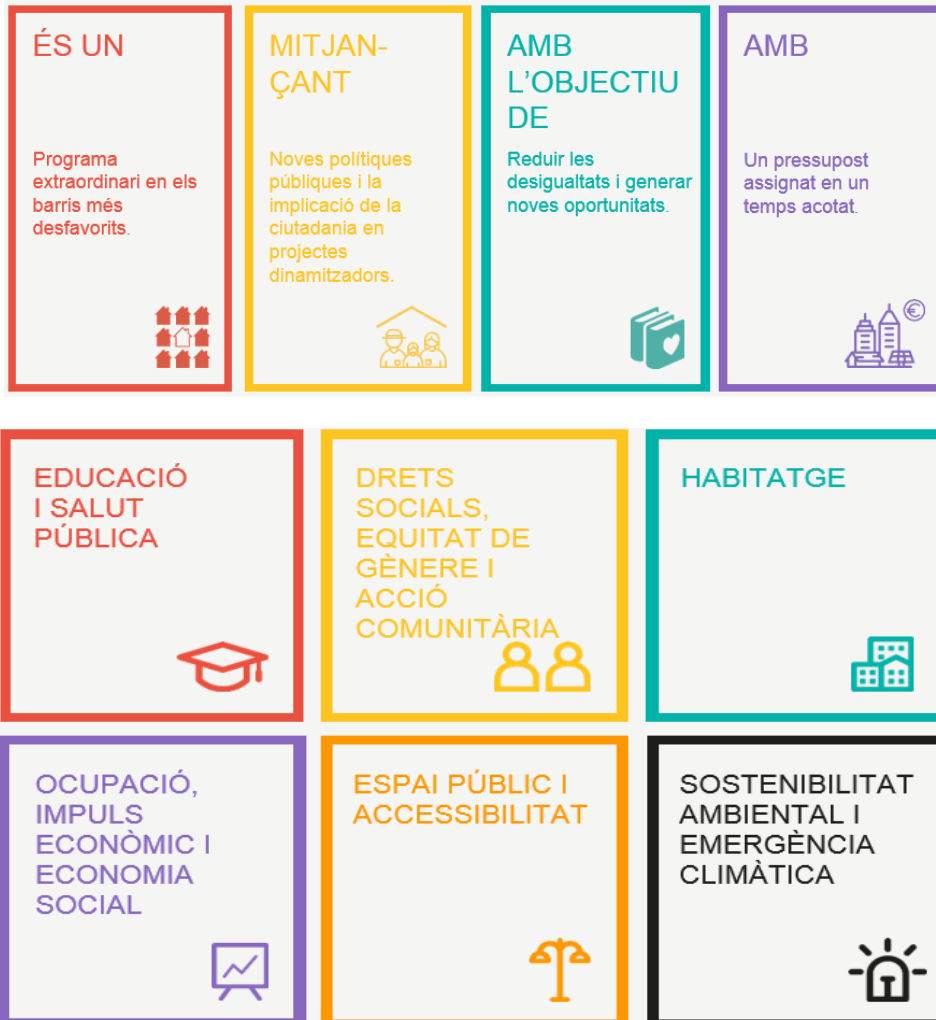 ÉS UN
Programa
extraordinari en els
barris més
desfavorits.
MITJAN-
ÇANT
Noves polítiques
públiques i la
implicació de la
ciutadania en
projectes
dinamitzadors.
AMB
L'OBJECTIU
DE
Reduir les
desigualtats i generar
noves oportunitats.
AMB
Un pressupost
assignat en un
temps acotat.
€
EDUCACIÓ
I SALUT
PÚBLICA
DRETS
SOCIALS,
EQUITAT DE
GÈNERE I
ACCIÓ
COMUNITÀRIA
HABITATGE
OCUPACIÓ,
IMPULS
ECONÒMIC I
ECONOMIA
SOCIAL
ESPAI PÚBLIC I
ACCESSIBILITAT
SOSTENIBILITAT
AMBIENTAL I
EMERGÈNCIA
CLIMÀTICA